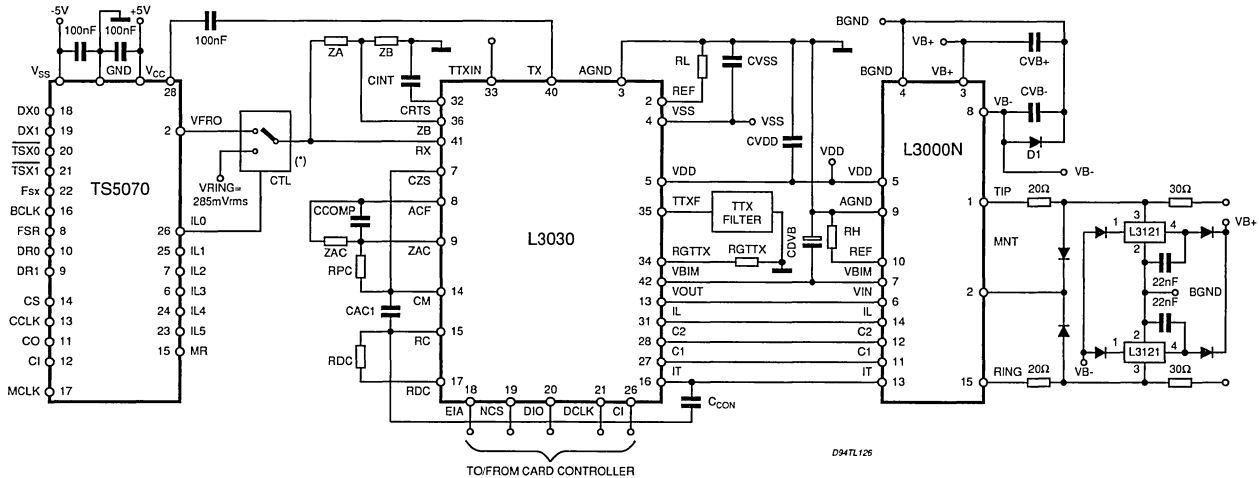 -5V
+5V
100nF
100nF
VSS
GND
VCC
28
100nF
TS5070
DX0 18
DX1 19
TSX0 20
TSX1 21
Fsx 22
BCLK 16
FSR 8
DR0 10
DR1 9
CS 14
CCLK 13
CO 11
CI 12
MCLK 17
2 VFRO
VRING=
285mVrms
CTL
(*)
26 IL0
25 IL1
7 IL2
6 IL3
24 IL4
23 IL5
15 MR
ZA
ZB
CINT
CCOMP
ZAC
RPC
CAC1
RDC
L3030
TTXIN
33
TX
40
AGND
3
CRTS 32
ZB 36
RX 41
CZS 7
ACF 8
ZAC 9
CM 14
RC 15
RDC 17
18
19
20
21
26
EIA
NCS
DIO
DCLK
CI
TO/FROM CARD CONTROLLER
2 REF
4 VSS
5 VDD
35 TTXF
34 RGTTX
42 VBIM
13 VOUT
31 IL
28 C2
27 C1
16 IT
RL
CVSS
VSS
CVDD
VDD
TTX
FILTER
RGTTX
CDVB
RH
CCON
L3000N
BGND
VB+
BGND
4
VB+
3
VDD 5
AGND 9
REF 10
VBIM 7
VIN 6
IL 14
C2 12
C1 11
IT 13
8 VB-
1 TIP
MNT
2
15 RING
CVB+
CVB-
D1
VB-
20Ω
30Ω
VB+
1
3
L3121
4
2
22nF
BGND
22nF
2
1
L3121
4
3
VB-
20Ω
30Ω
D94TL126